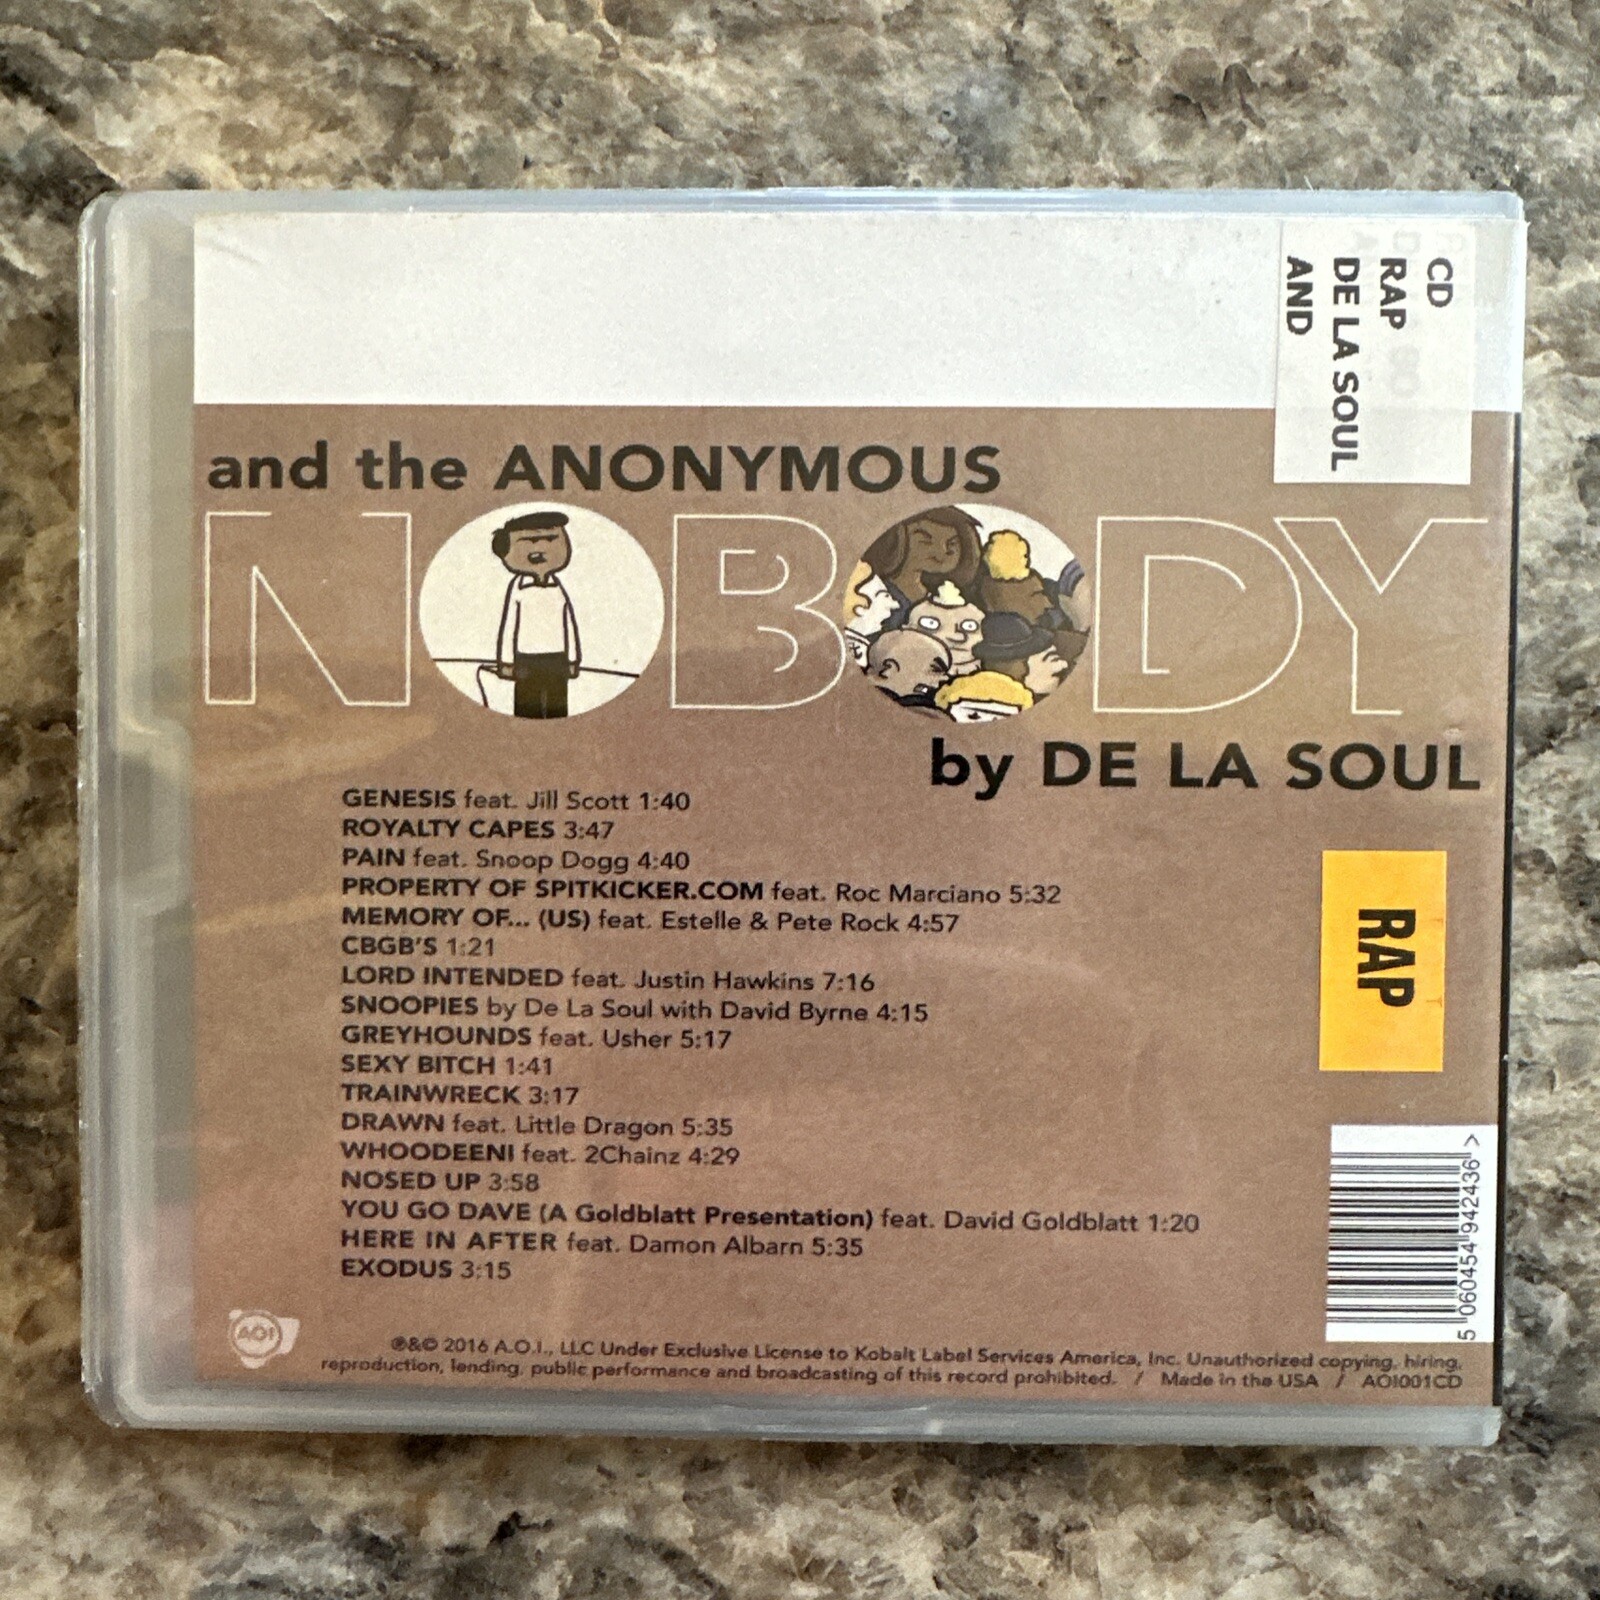 CD
RAP
DE LA SOUL
AND
and the ANONYMOUS
NOBODY
by DE LA SOUL
GENESIS feat. Jill Scott 1:40
ROYALTY CAPES 3:47
PAIN feat. Snoop Dogg 4:40
PROPERTY OF SPITKICKER.COM feat. Roc Marciano 5:32
MEMORY OF... (US) feat. Estelle & Pete Rock 4:57
CBGB'S 1:21
LORD INTENDED feat. Justin Hawkins 7:16
SNOOPIES by De La Soul with David Byrne 4:15
GREYHOUNDS feat. Usher 5:17
SEXY BITCH 1:41
TRAINWRECK 3:17
DRAWN feat. Little Dragon 5:35
WHOODEENI feat. 2Chainz 4:29
NOSED UP 3:58
YOU GO DAVE (A Goldblatt Presentation) feat. David Goldblatt 1:20
HERE IN AFTER feat. Damon Albarn 5:35
EXODUS 3:15
RAP
5 060454 942436 >
AOI
℗&© 2016 A.O.I., LLC Under Exclusive License to Kobalt Label Services America, Inc. Unauthorized copying, hiring,
reproduction, lending, public performance and broadcasting of this record prohibited. / Made in the USA / AOI001CD